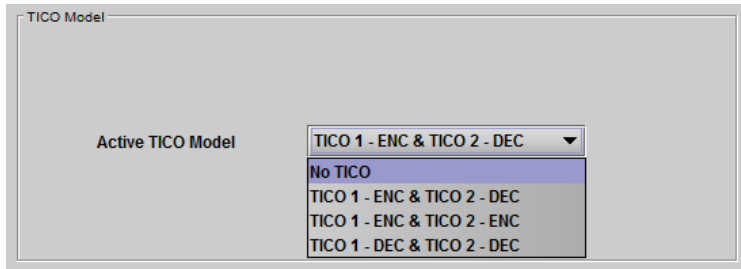 TICO Model
Active TICO Model
TICO 1 - ENC & TICO 2 - DEC
No TICO
TICO 1 - ENC & TICO 2 - DEC
TICO 1 - ENC & TICO 2 - ENC
TICO 1 - DEC & TICO 2 - DEC